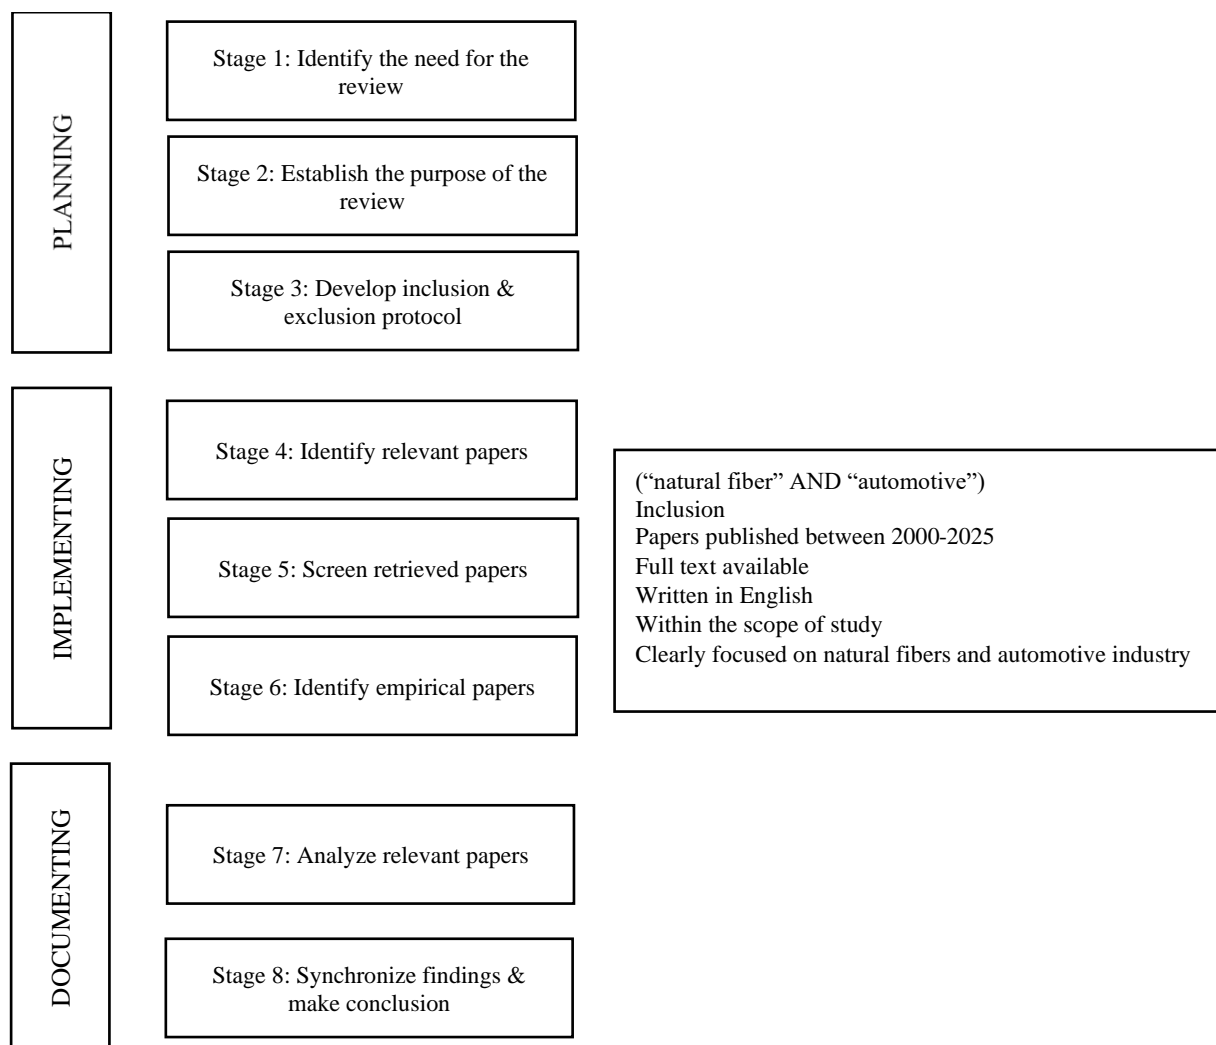 PLANNING
Stage 1: Identify the need for the
review
Stage 2: Establish the purpose of the
review
Stage 3: Develop inclusion &
exclusion protocol
IMPLEMENTING
Stage 4: Identify relevant papers
Stage 5: Screen retrieved papers
Stage 6: Identify empirical papers
(“natural fiber” AND “automotive”)
Inclusion
Papers published between 2000-2025
Full text available
Written in English
Within the scope of study
Clearly focused on natural fibers and automotive industry
DOCUMENTING
Stage 7: Analyze relevant papers
Stage 8: Synchronize findings &
make conclusion